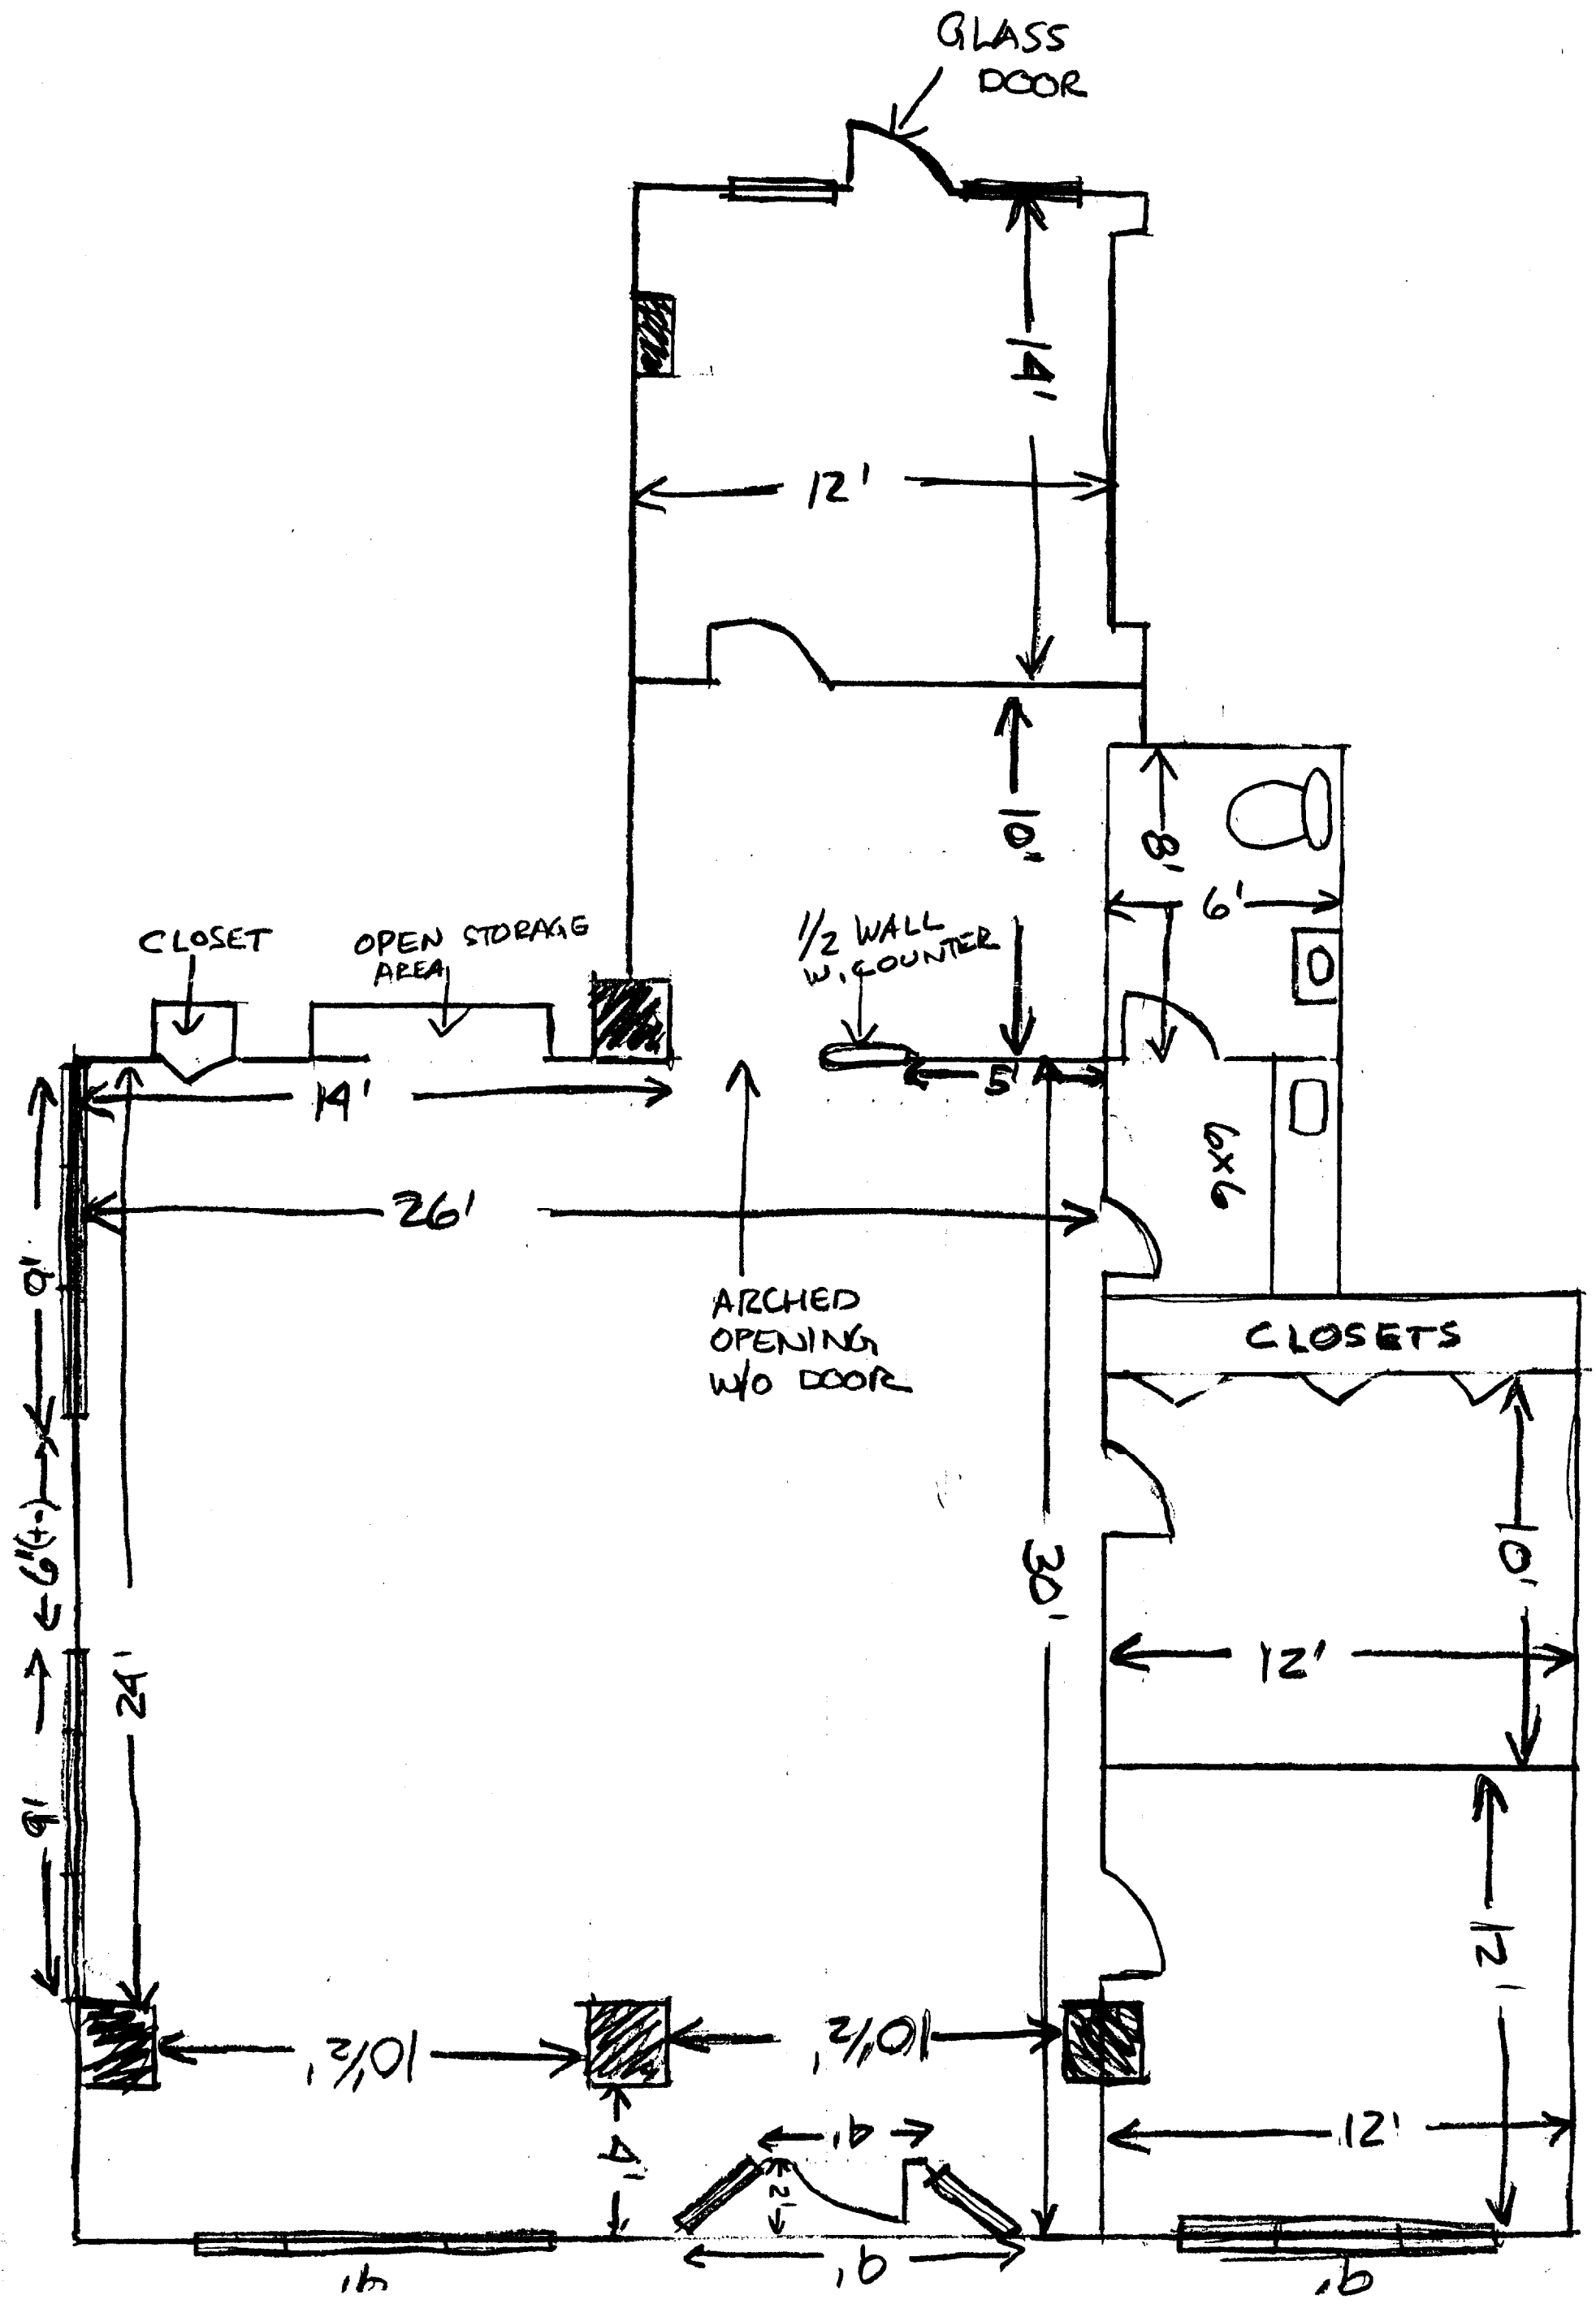 GLASS
DOOR
14'
12'
10"
8'
6'
CLOSET
OPEN STORAGE
AREA
1/2 WALL
W. COUNTER
14'
5'
26'
6x6
9'
ARCHED
OPENING
W/O DOOR
CLOSETS
6"(+-)
30'
10'
12'
24'
9'
12'
10 1/2'
10 1/2'
4'
4'
2'
12'
9'
9'
9'